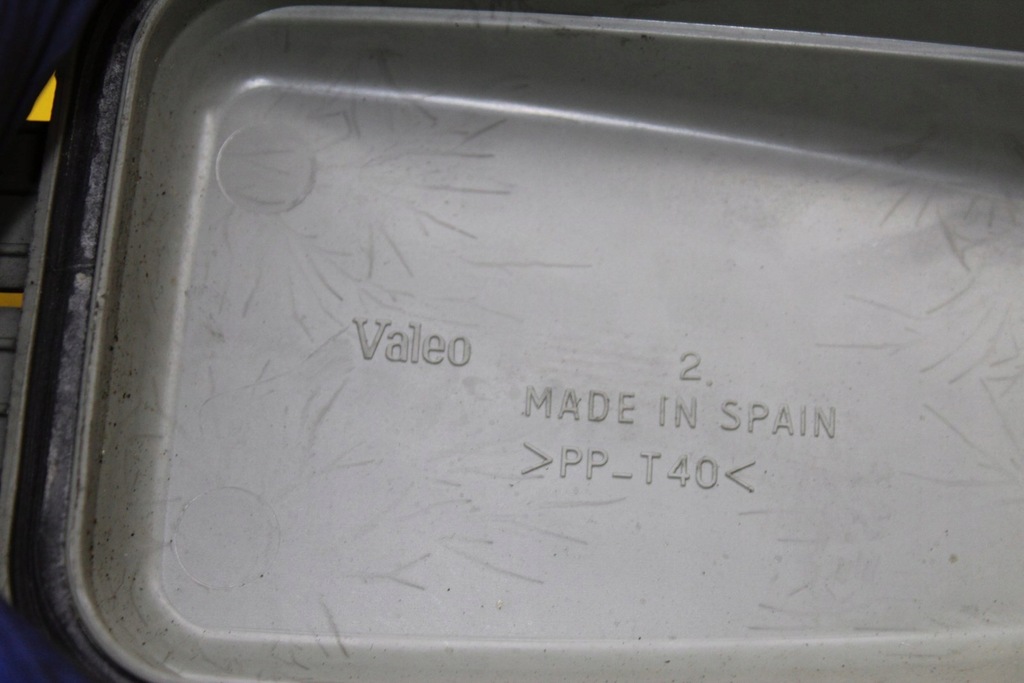 Valeo
2.
MADE IN SPAIN
>PP-T40<